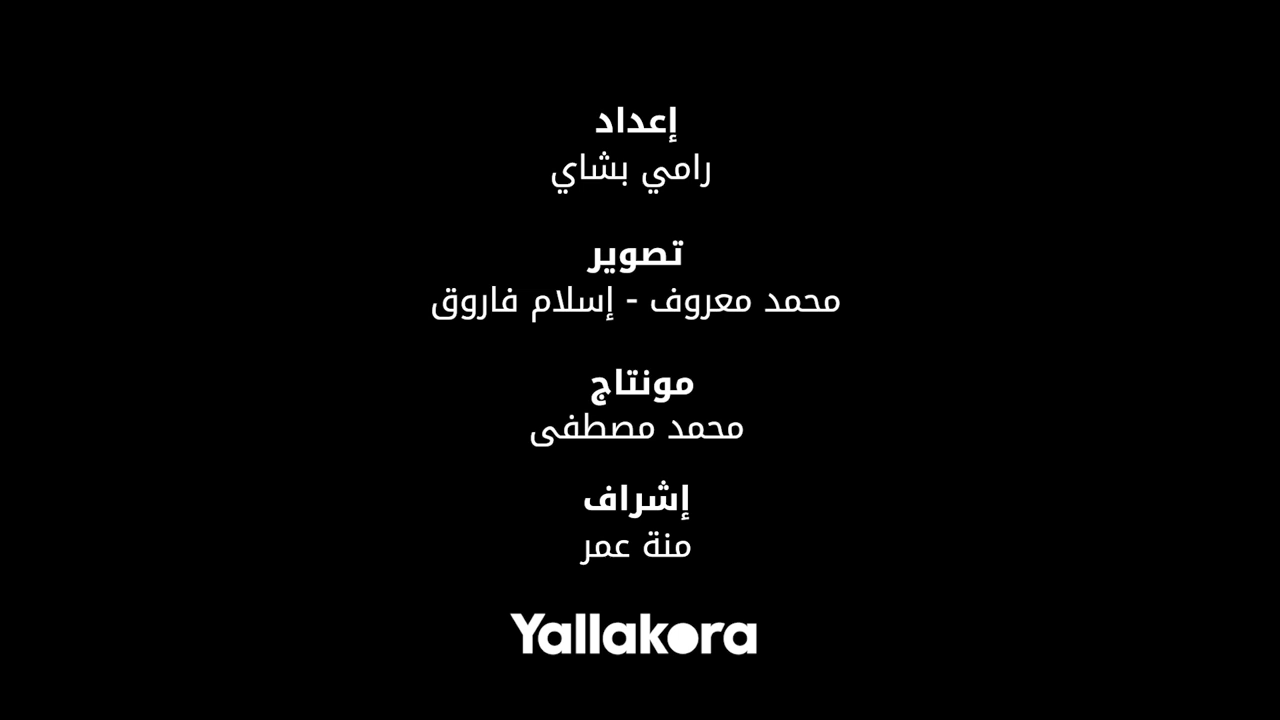 إعداد
رامي بشاي
تصوير
محمد معروف - إسلام فاروق
مونتاج
محمد مصطفى
إشراف
منة عمر
Yallakora